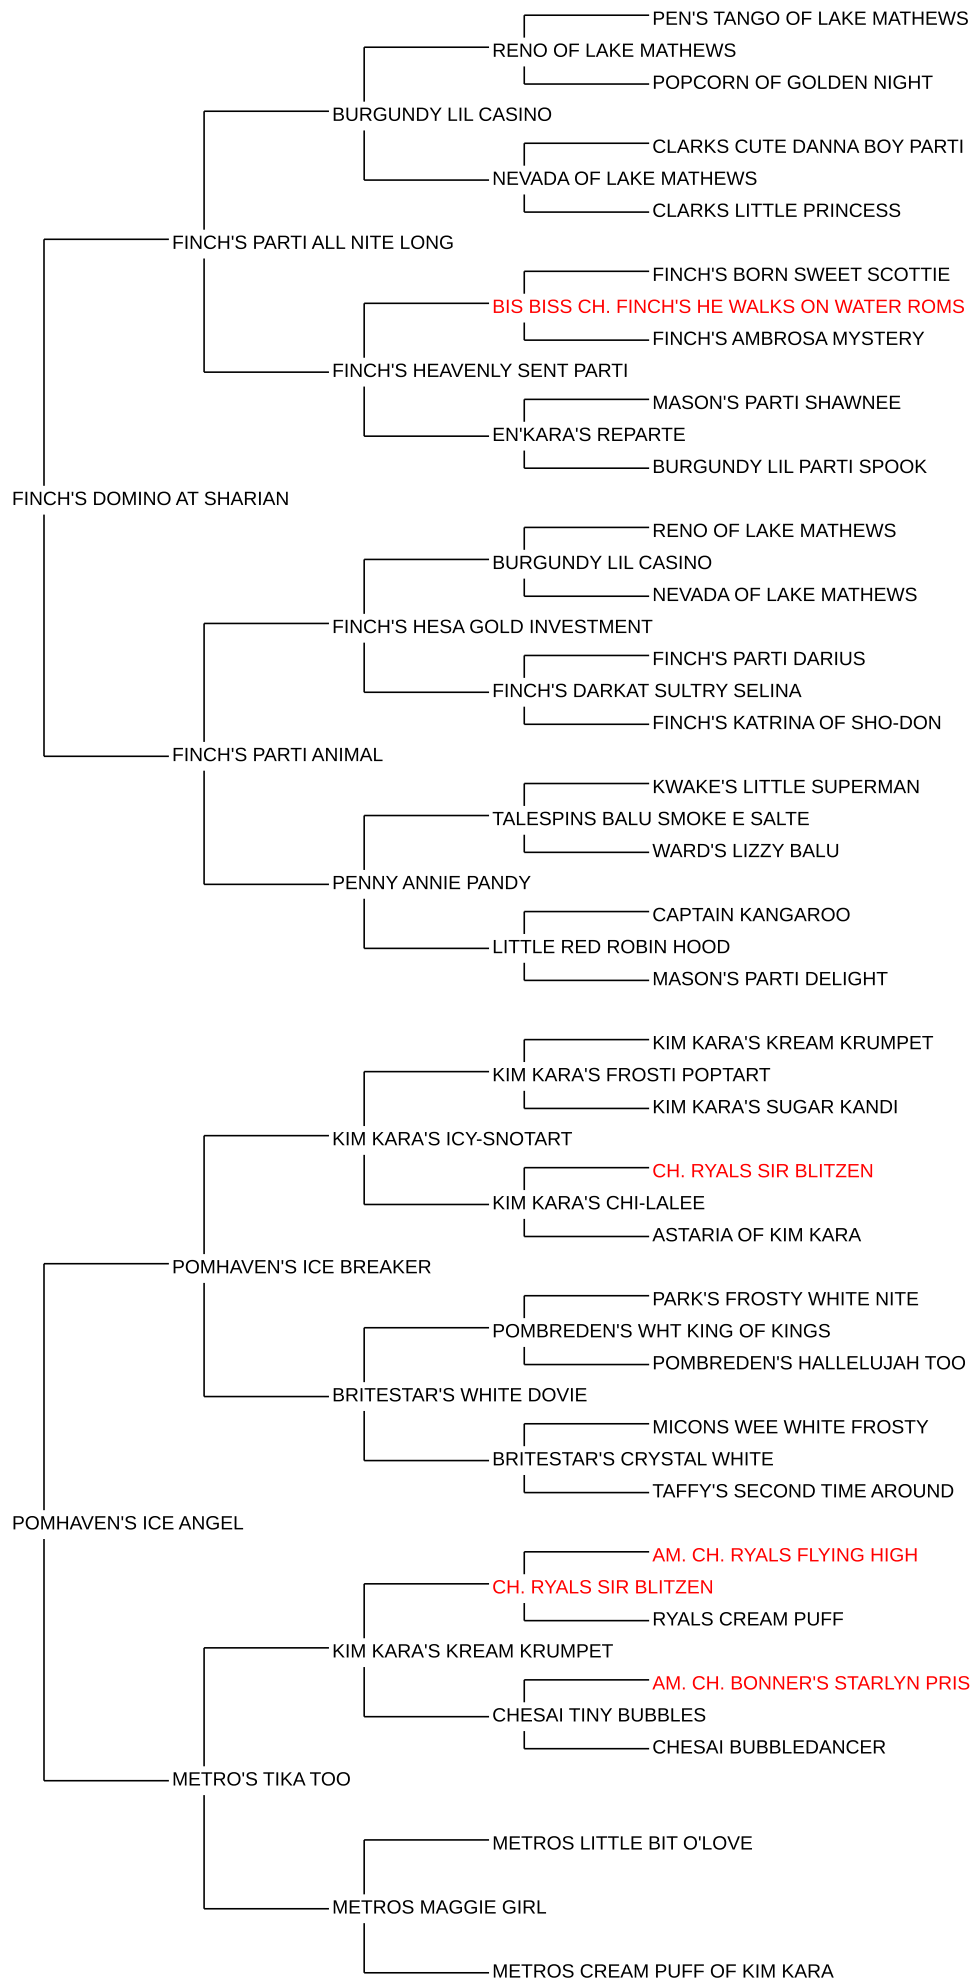 PEN'S TANGO OF LAKE MATHEWS
RENO OF LAKE MATHEWS
POPCORN OF GOLDEN NIGHT
BURGUNDY LIL CASINO
CLARKS CUTE DANNA BOY PARTI
NEVADA OF LAKE MATHEWS
CLARKS LITTLE PRINCESS
FINCH'S PARTI ALL NITE LONG
FINCH'S BORN SWEET SCOTTIE
BIS BISS CH. FINCH'S HE WALKS ON WATER ROMS
FINCH'S AMBROSA MYSTERY
FINCH'S HEAVENLY SENT PARTI
MASON'S PARTI SHAWNEE
EN'KARA'S REPARTE
BURGUNDY LIL PARTI SPOOK
FINCH'S DOMINO AT SHARIAN
RENO OF LAKE MATHEWS
BURGUNDY LIL CASINO
NEVADA OF LAKE MATHEWS
FINCH'S HESA GOLD INVESTMENT
FINCH'S PARTI DARIUS
FINCH'S DARKAT SULTRY SELINA
FINCH'S KATRINA OF SHO-DON
FINCH'S PARTI ANIMAL
KWAKE'S LITTLE SUPERMAN
TALESPINS BALU SMOKE E SALTE
WARD'S LIZZY BALU
PENNY ANNIE PANDY
CAPTAIN KANGAROO
LITTLE RED ROBIN HOOD
MASON'S PARTI DELIGHT
KIM KARA'S KREAM KRUMPET
KIM KARA'S FROSTI POPTART
KIM KARA'S SUGAR KANDI
KIM KARA'S ICY-SNOTART
CH. RYALS SIR BLITZEN
KIM KARA'S CHI-LALEE
ASTARIA OF KIM KARA
POMHAVEN'S ICE BREAKER
PARK'S FROSTY WHITE NITE
POMBREDEN'S WHT KING OF KINGS
POMBREDEN'S HALLELUJAH TOO
BRITESTAR'S WHITE DOVIE
MICONS WEE WHITE FROSTY
BRITESTAR'S CRYSTAL WHITE
TAFFY'S SECOND TIME AROUND
POMHAVEN'S ICE ANGEL
AM. CH. RYALS FLYING HIGH
CH. RYALS SIR BLITZEN
RYALS CREAM PUFF
KIM KARA'S KREAM KRUMPET
AM. CH. BONNER'S STARLYN PRIS
CHESAI TINY BUBBLES
CHESAI BUBBLEDANCER
METRO'S TIKA TOO
METROS LITTLE BIT O'LOVE
METROS MAGGIE GIRL
METROS CREAM PUFF OF KIM KARA